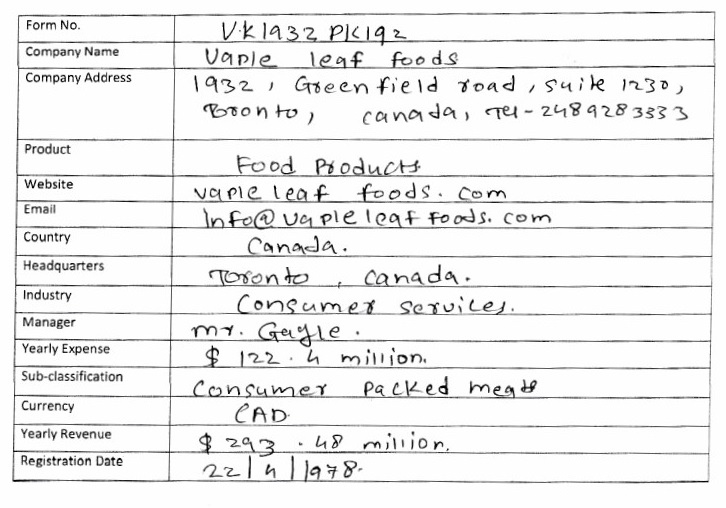 Form No. V.K1932 PK192
Company Name Vaple leaf foods
Company Address 1932, Greenfield road, suite 1230,
Bronto, canada, Tel - 2489283333
Product Food Products
Website vaple leaf foods. com
Email Info@vapleleaf foods. com
Country Canada.
Headquarters Toronto, canada.
Industry Consumer services.
Manager mr. Gayle.
Yearly Expense $ 122.4 million.
Sub-classification Consumer packed meats
Currency CAD.
Yearly Revenue $ 293.48 million.
Registration Date 22/4/1978.